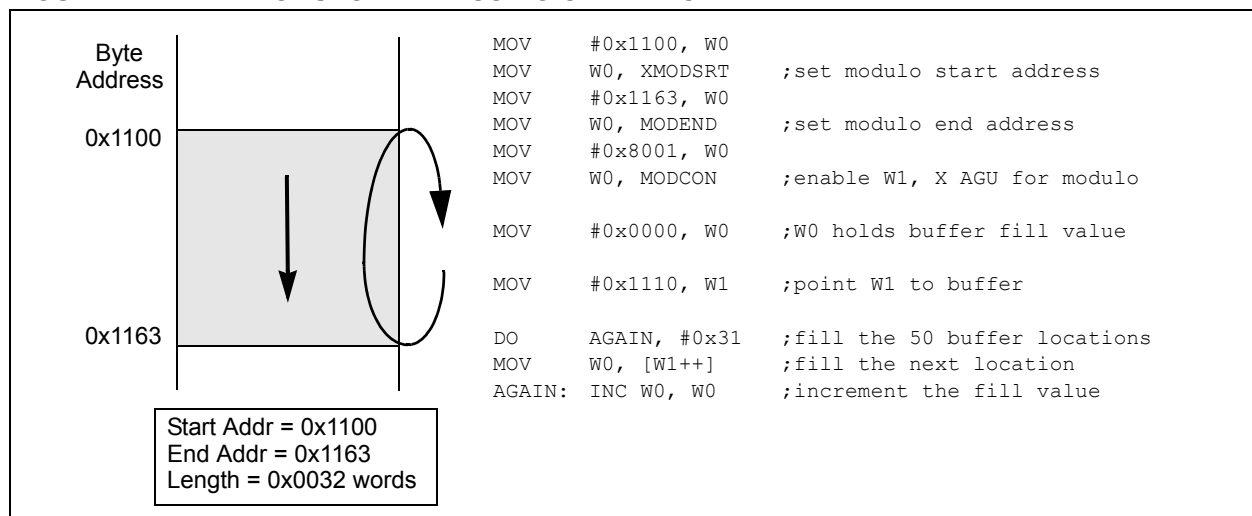 Byte
Address
0x1100
0x1163
Start Addr = 0x1100
End Addr = 0x1163
Length = 0x0032 words
MOV #0x1100, W0
MOV W0, XMODSRT ;set modulo start address
MOV #0x1163, W0
MOV W0, MODEND ;set modulo end address
MOV #0x8001, W0
MOV W0, MODCON ;enable W1, X AGU for modulo
MOV #0x0000, W0 ;W0 holds buffer fill value
MOV #0x1110, W1 ;point W1 to buffer
DO AGAIN, #0x31 ;fill the 50 buffer locations
MOV W0, [W1++] ;fill the next location
AGAIN: INC W0, W0 ;increment the fill value